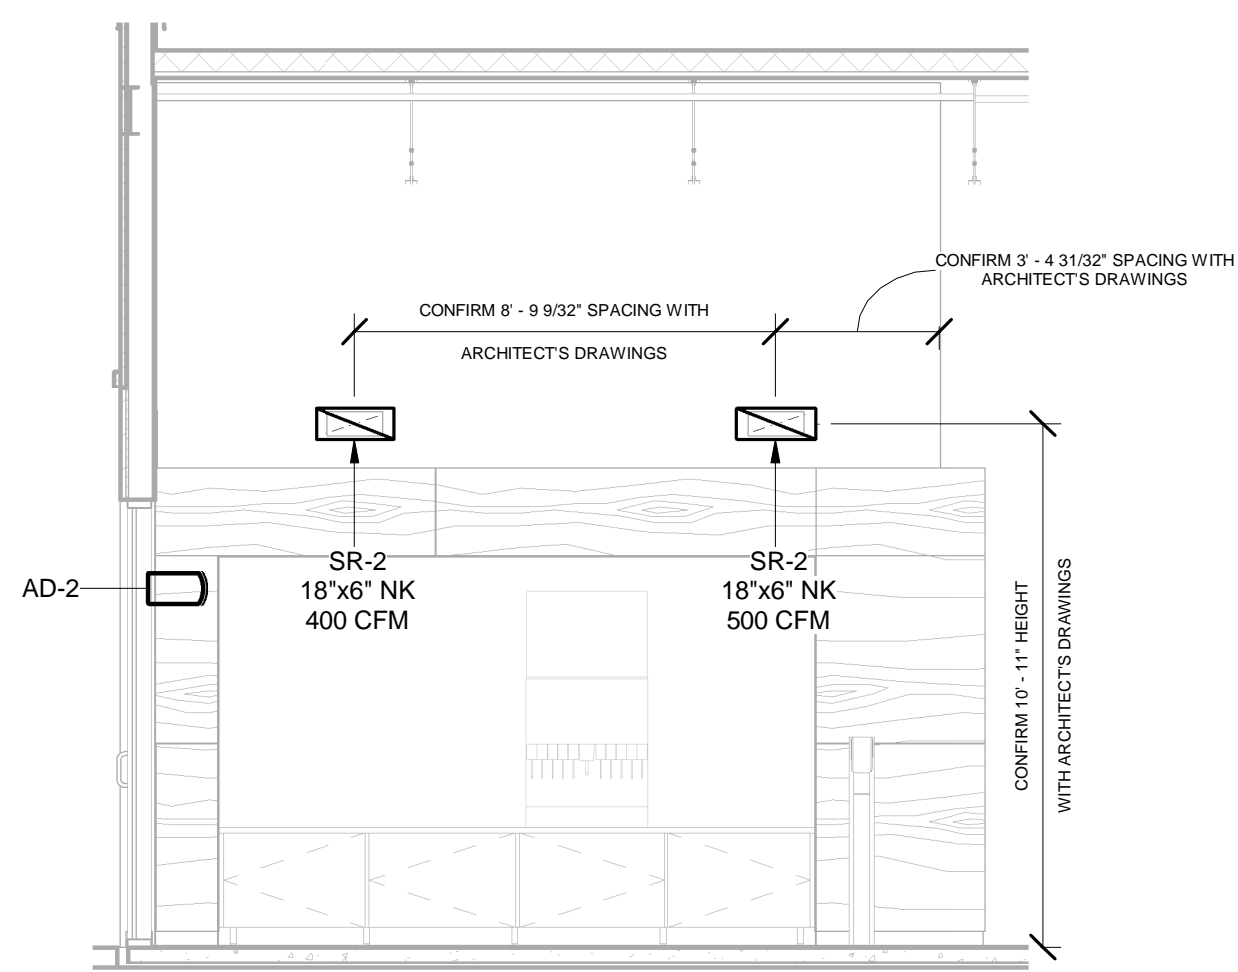 CONFIRM 3' - 4 31/32" SPACING WITH
ARCHITECT'S DRAWINGS
CONFIRM 8' - 9 9/32" SPACING WITH
ARCHITECT'S DRAWINGS
SR-2
18"x6" NK
400 CFM
SR-2
18"x6" NK
500 CFM
AD-2
CONFIRM 10' - 11" HEIGHT
WITH ARCHITECT'S DRAWINGS